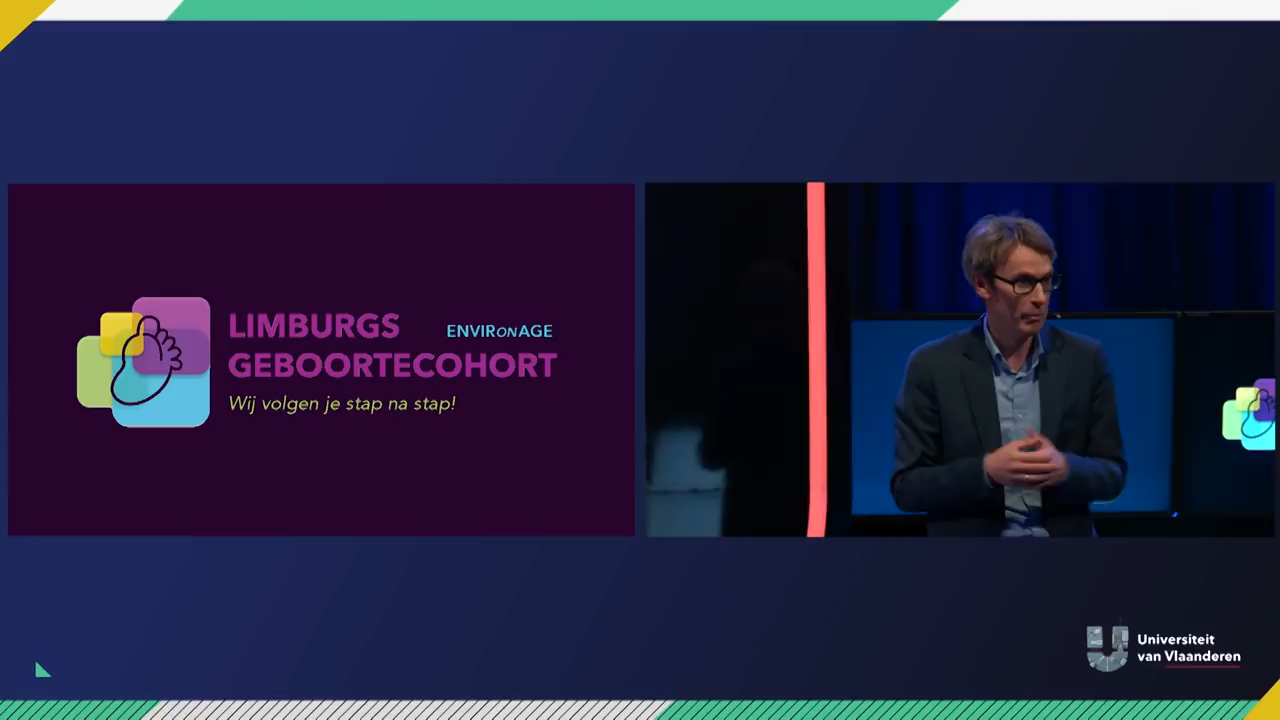 LIMBURGS
ENVIRONAGE
GEBOORTECOHORT
Wij volgen je stap na stap!
Universiteit
van Vlaanderen